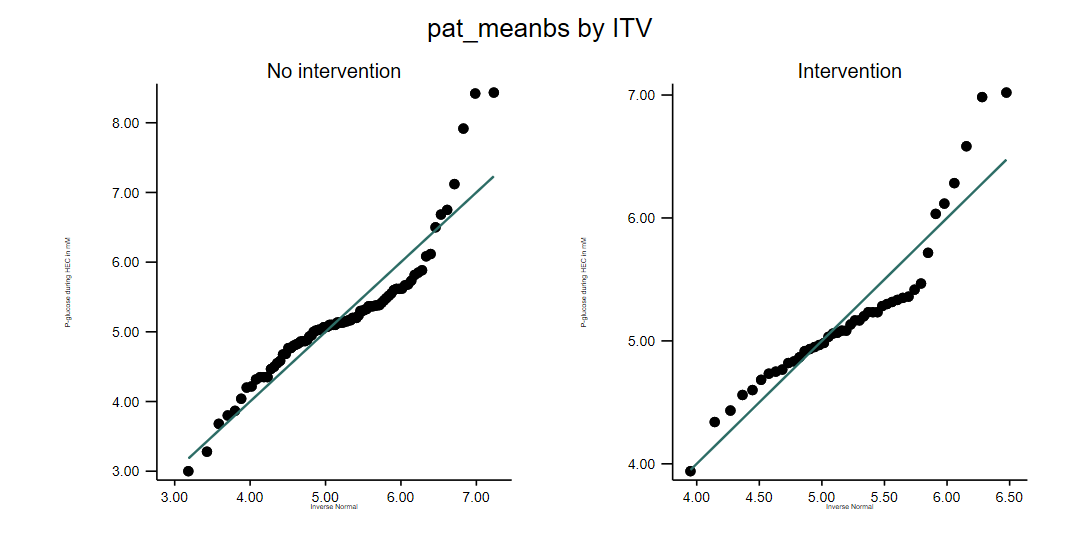 pat_meanbs by ITV
No intervention
P-glucose during HEC in mM
8.00
7.00
6.00
5.00
4.00
3.00
3.00 4.00 5.00 6.00 7.00
Inverse Normal
Intervention
P-glucose during HEC in mM
7.00
6.00
5.00
4.00
4.00 4.50 5.00 5.50 6.00 6.50
Inverse Normal